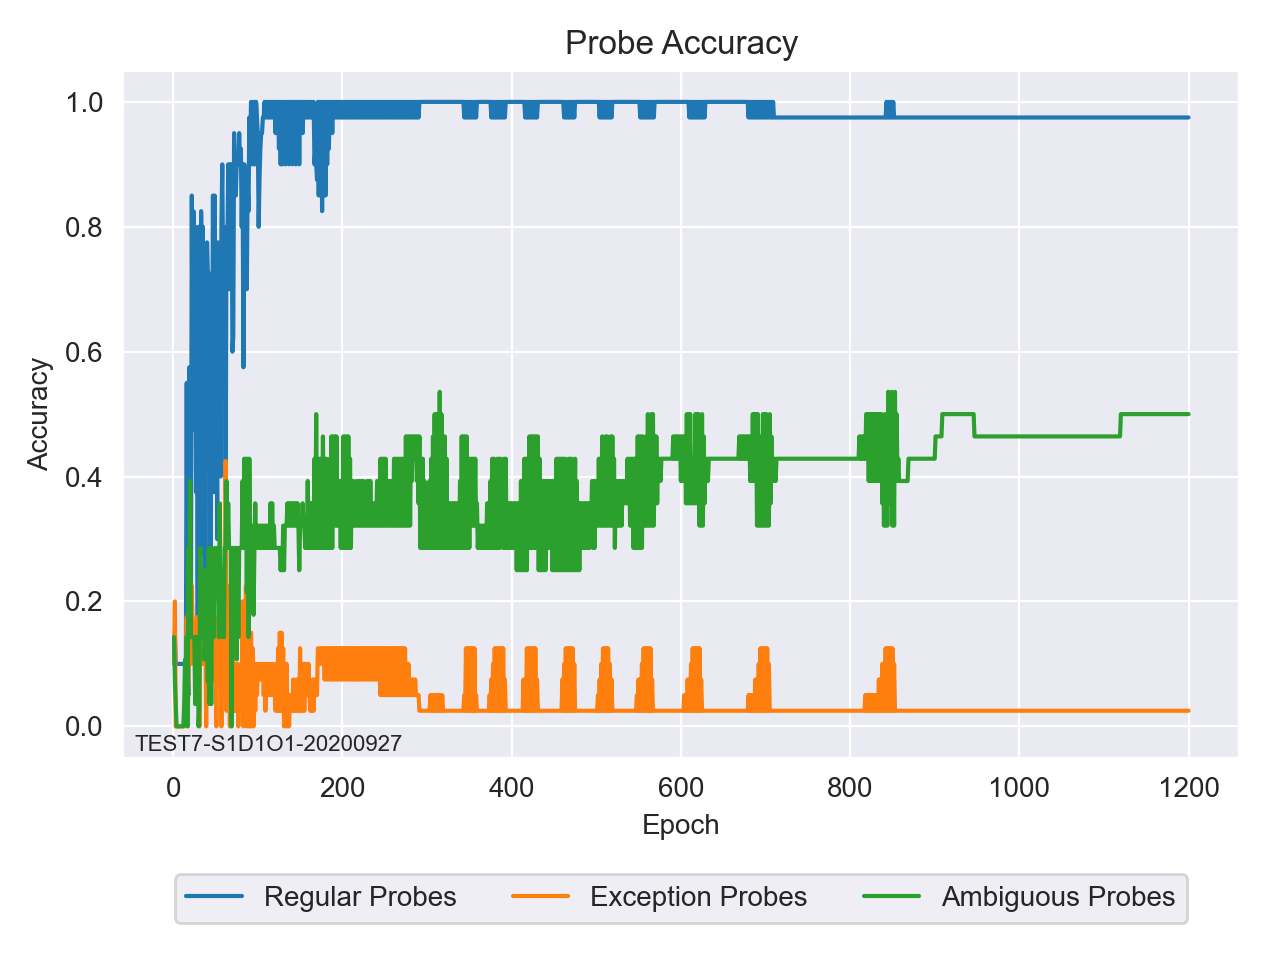 Probe Accuracy
1.0
0.8
0.6
0.4
0.2
0.0
Accuracy
TEST7-S1D1O1-20200927
0 200 400 600 800 1000 1200
Epoch
Regular Probes Exception Probes Ambiguous Probes